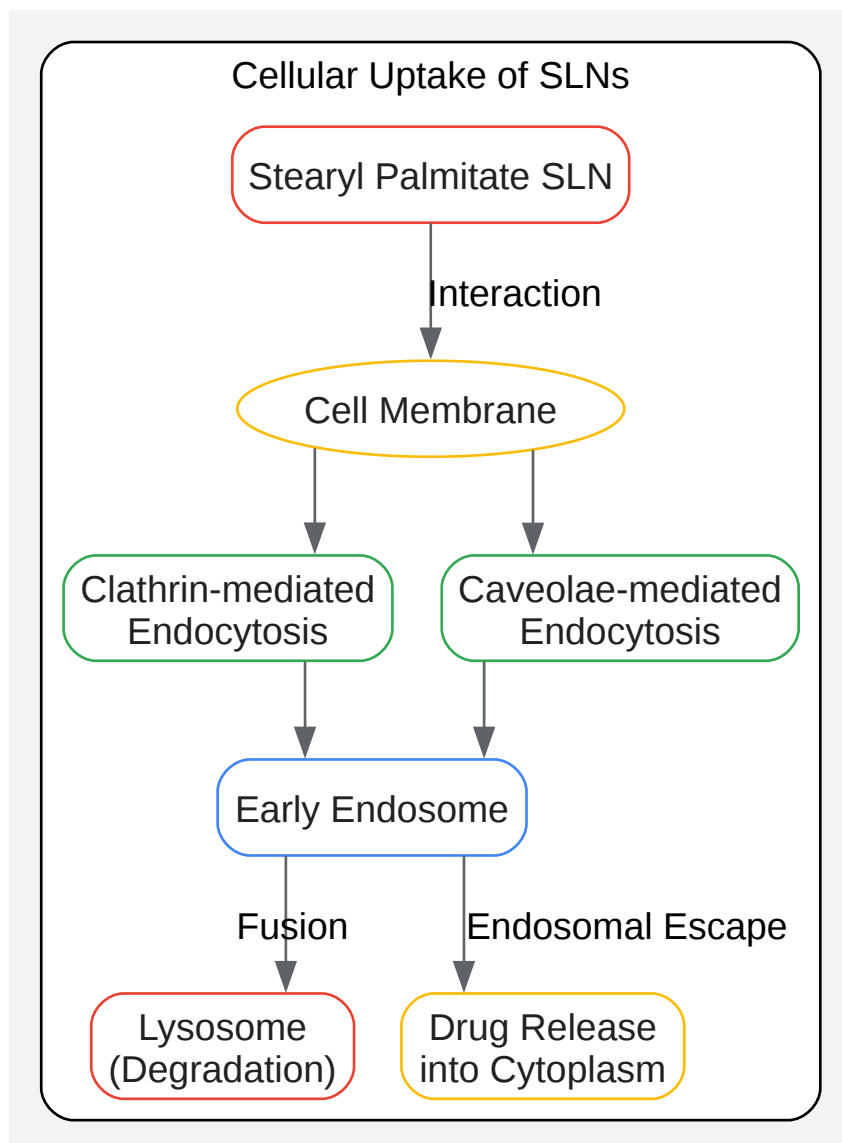 Cellular Uptake of SLNs
Stearyl Palmitate SLN
Interaction
Cell Membrane
Clathrin-mediated
Endocytosis
Caveolae-mediated
Endocytosis
Early Endosome
Fusion
Endosomal Escape
Lysosome
(Degradation)
Drug Release
into Cytoplasm